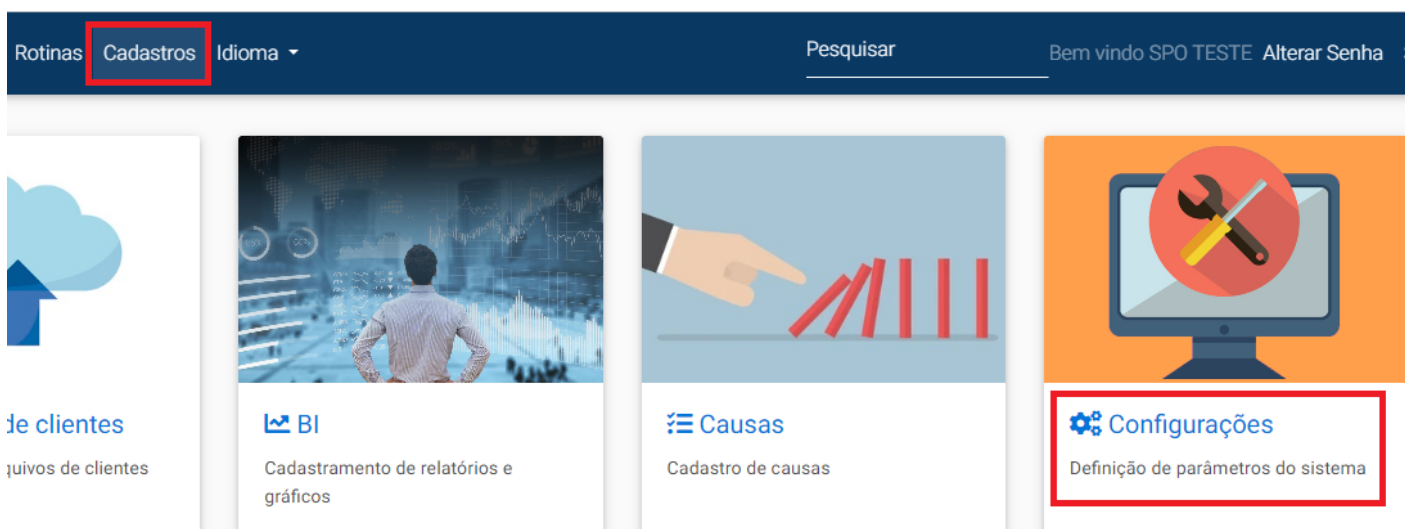 Rotinas Cadastros Idioma Pesquisar Bem vindo SPO TESTE Alterar Senha
de clientes
quivos de clientes
BI
Cadastramento de relatórios e
gráficos
Causas
Cadastro de causas
Configurações
Definição de parâmetros do sistema